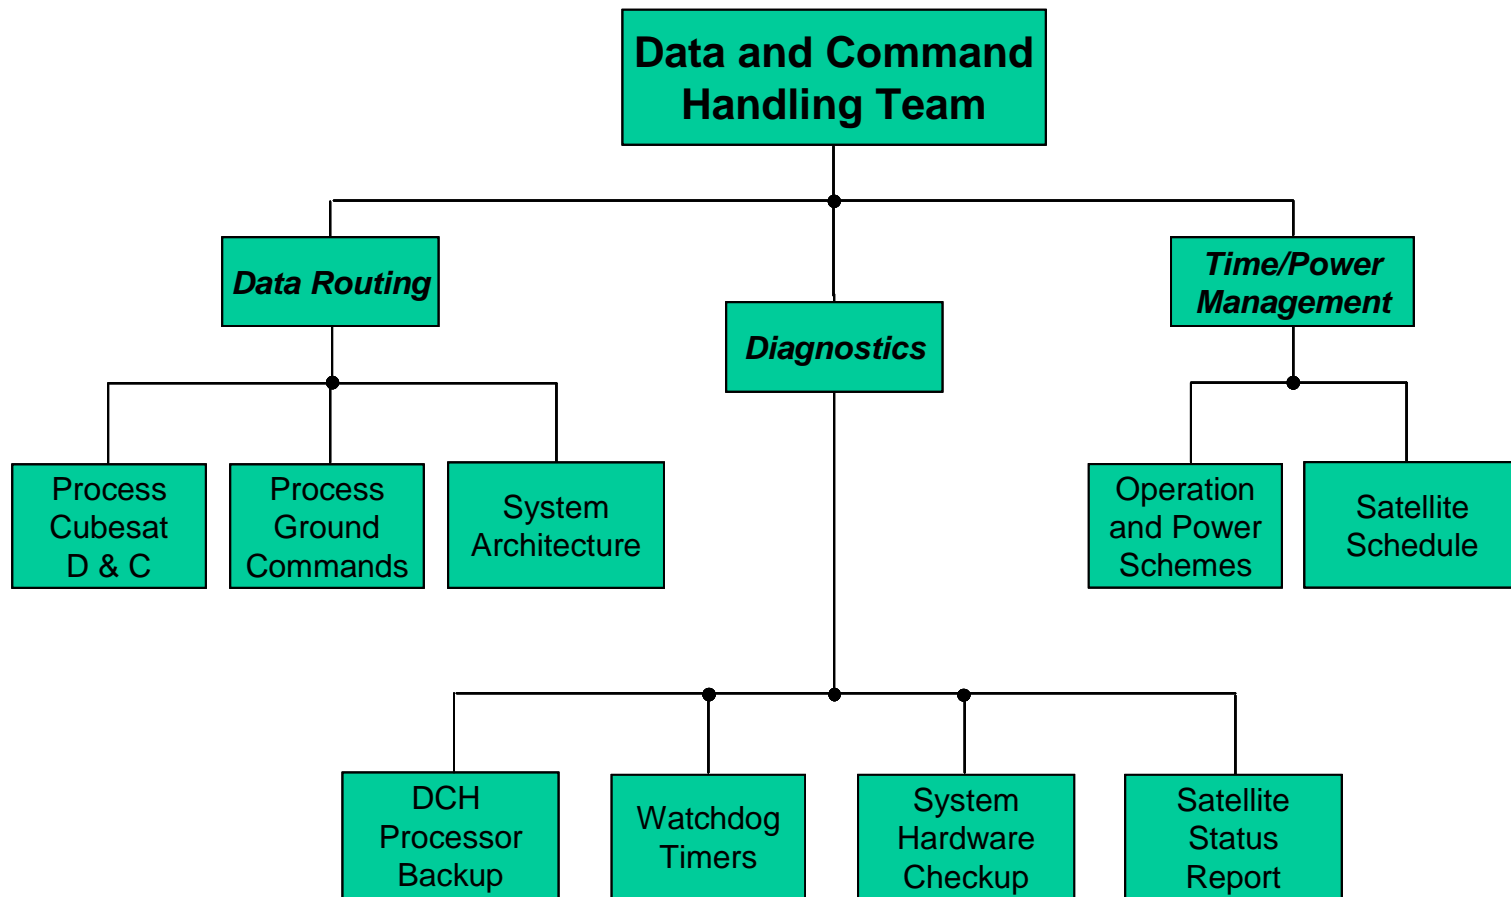 Data and Command
Handling Team
Data Routing
Time/Power
Management
Diagnostics
Process
Cubesat
D & C
Process
Ground
Commands
System
Architecture
Operation
and Power
Schemes
Satellite
Schedule
DCH
Processor
Backup
Watchdog
Timers
System
Hardware
Checkup
Satellite
Status
Report